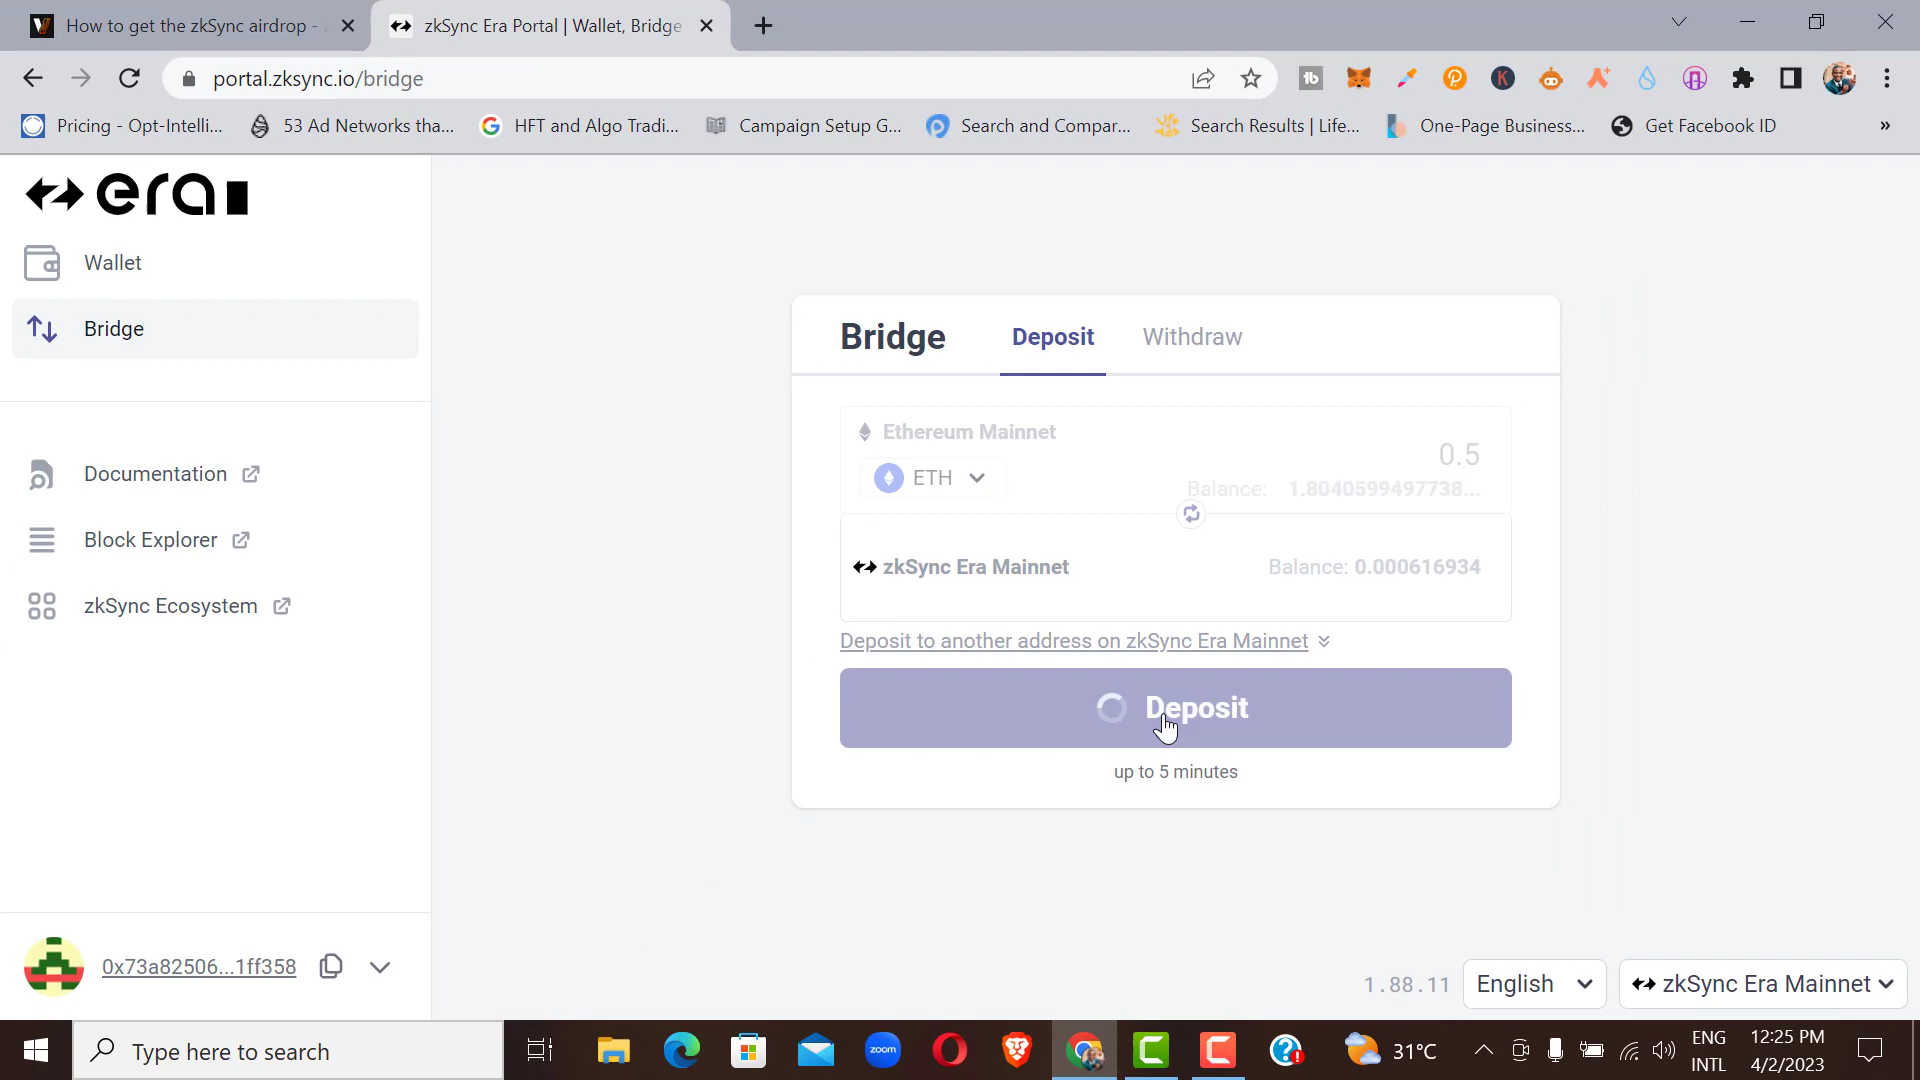 How to get the zkSync airdrop -
zkSync Era Portal | Wallet, Bridge
portal.zksync.io/bridge
Pricing - Opt-Intelli...
53 Ad Networks tha...
HFT and Algo Tradi...
Campaign Setup G...
Search and Compar...
Search Results | Life...
One-Page Business...
Get Facebook ID
»
era
Wallet
Bridge
Documentation
Block Explorer
zkSync Ecosystem
0x73a82506...1ff358
Bridge
Deposit
Withdraw
Ethereum Mainnet
0.5
ETH
Balance: 1.8040599497738...
zkSync Era Mainnet
Balance: 0.000616934
Deposit to another address on zkSync Era Mainnet
Deposit
up to 5 minutes
1.88.11
English
zkSync Era Mainnet
Type here to search
zoom
31°C
ENG
INTL
12:25 PM
4/2/2023